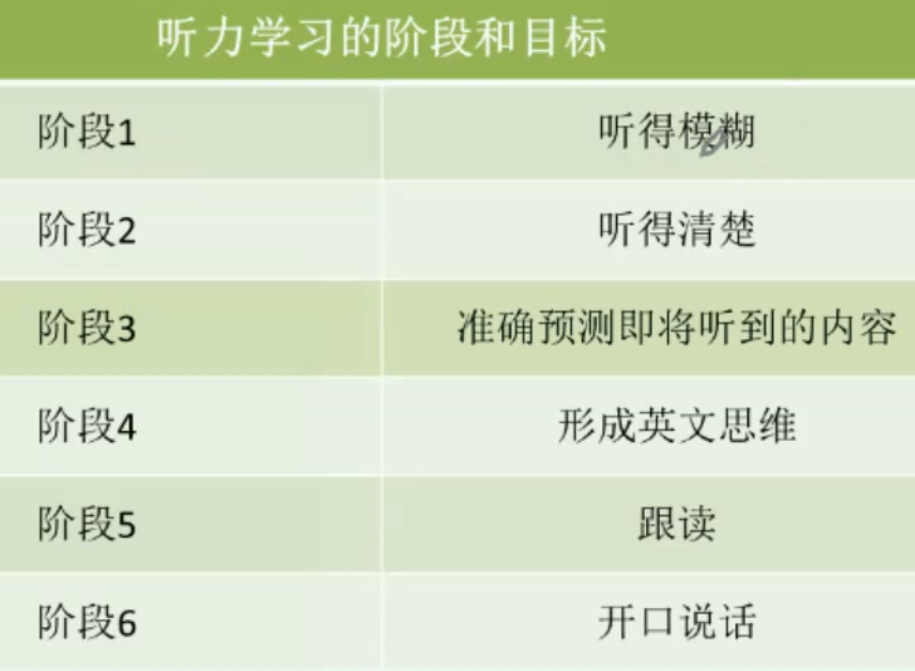 听力学习的阶段和目标
阶段1 听得模糊
阶段2 听得清楚
阶段3 准确预测即将听到的内容
阶段4 形成英文思维
阶段5 跟读
阶段6 开口说话